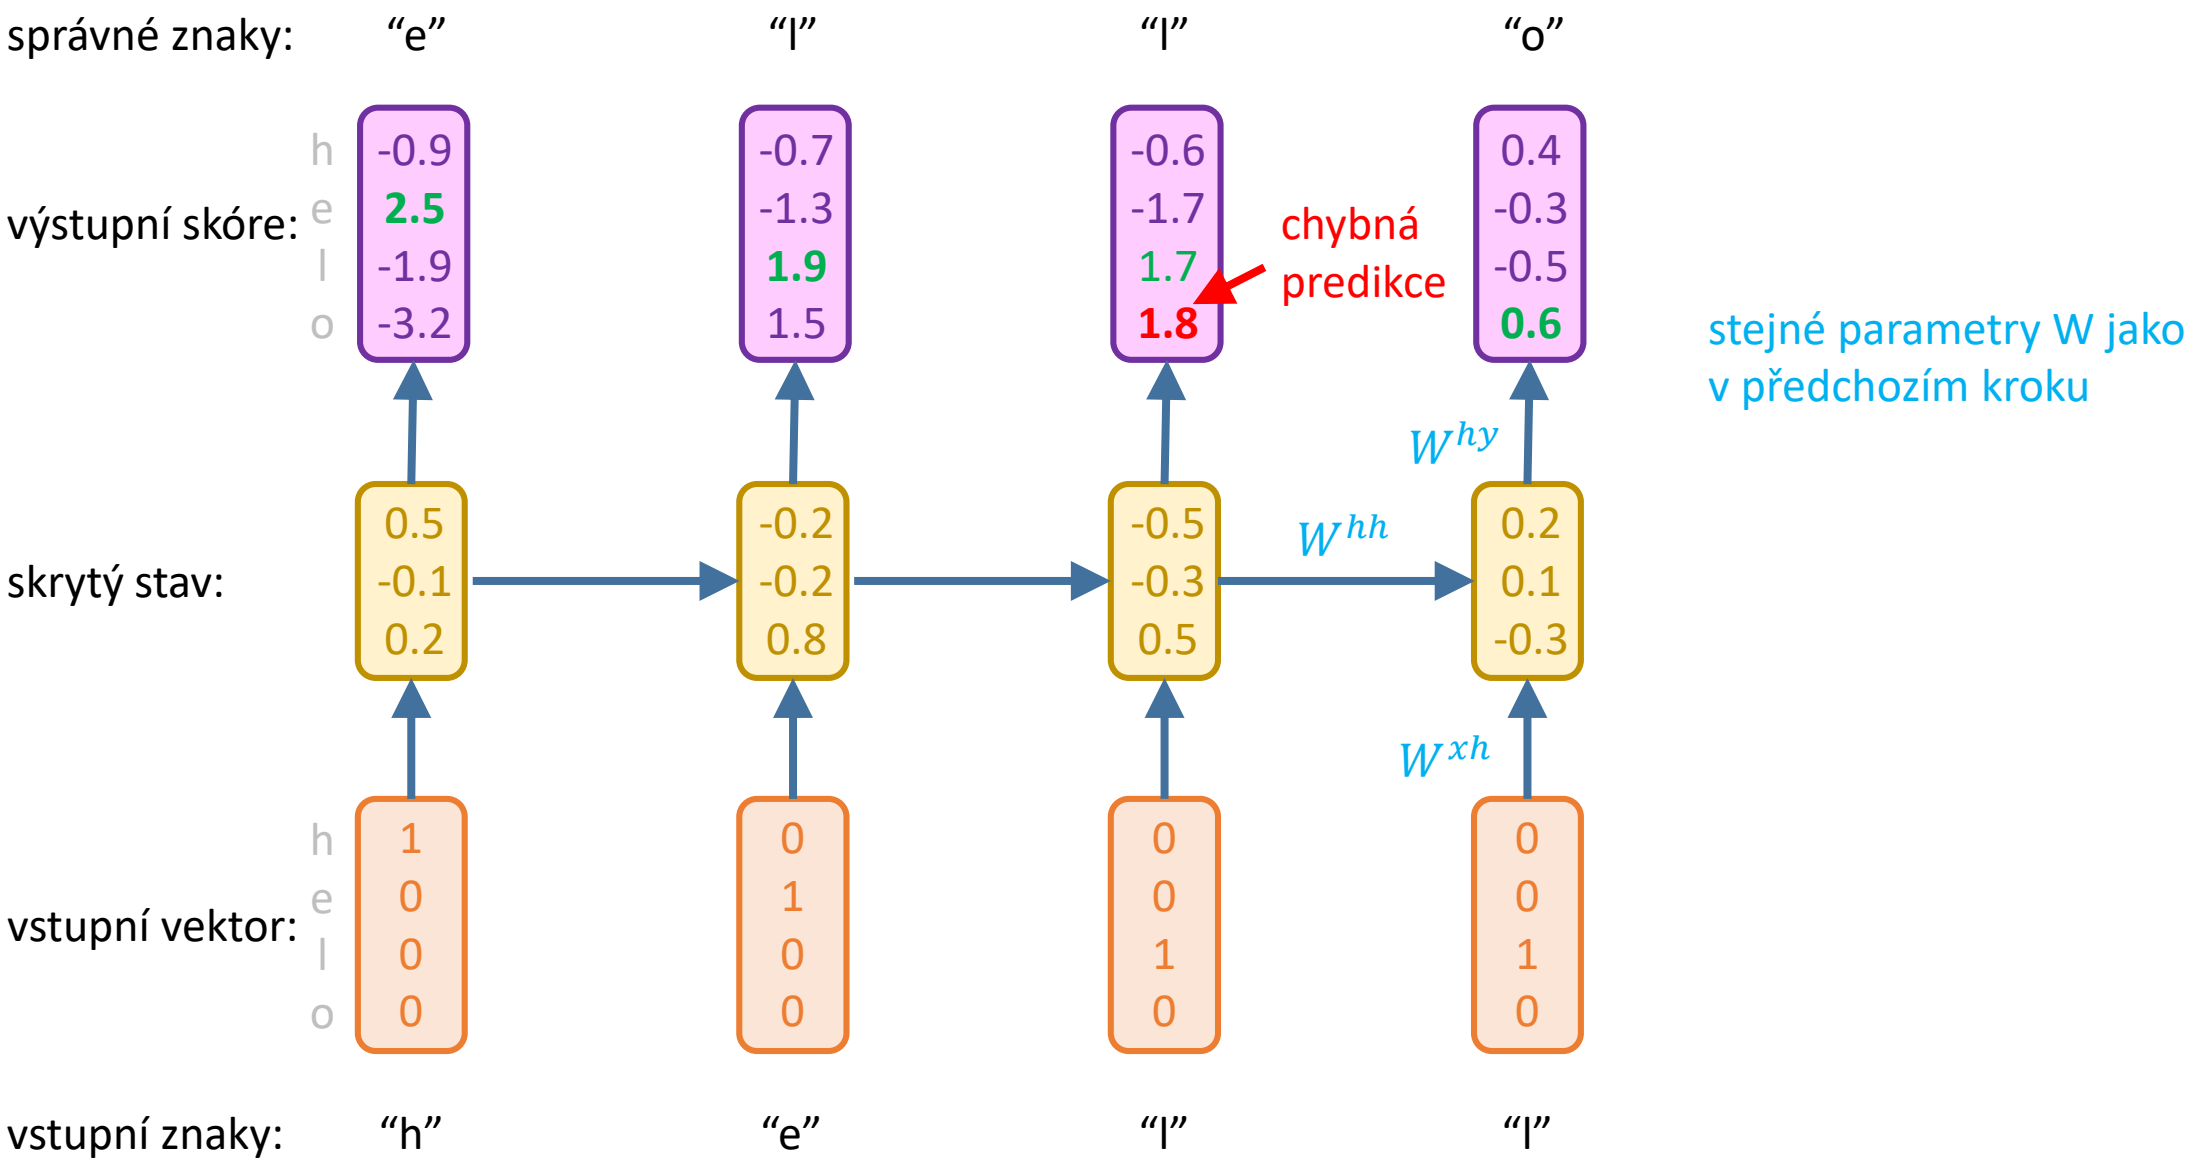 správné znaky: “e” “l” “l” “o”
h -0.9 -0.7 -0.6 0.4
e 2.5 -1.3 -1.7 -0.3
výstupní skóre:
l -1.9 1.9 1.7 -0.5
o -3.2 1.5 1.8 0.6
chybná
predikce
stejné parametry W jako
v předchozím kroku
W^{hy}
0.5 -0.2 -0.5 0.2
W^{hh}
skrytý stav: -0.1 -0.2 -0.3 0.1
0.2 0.8 0.5 -0.3
W^{xh}
h 1 0 0 0
e 0 1 0 0
vstupní vektor:
l 0 0 1 1
o 0 0 0 0
vstupní znaky: “h” “e” “l” “l”